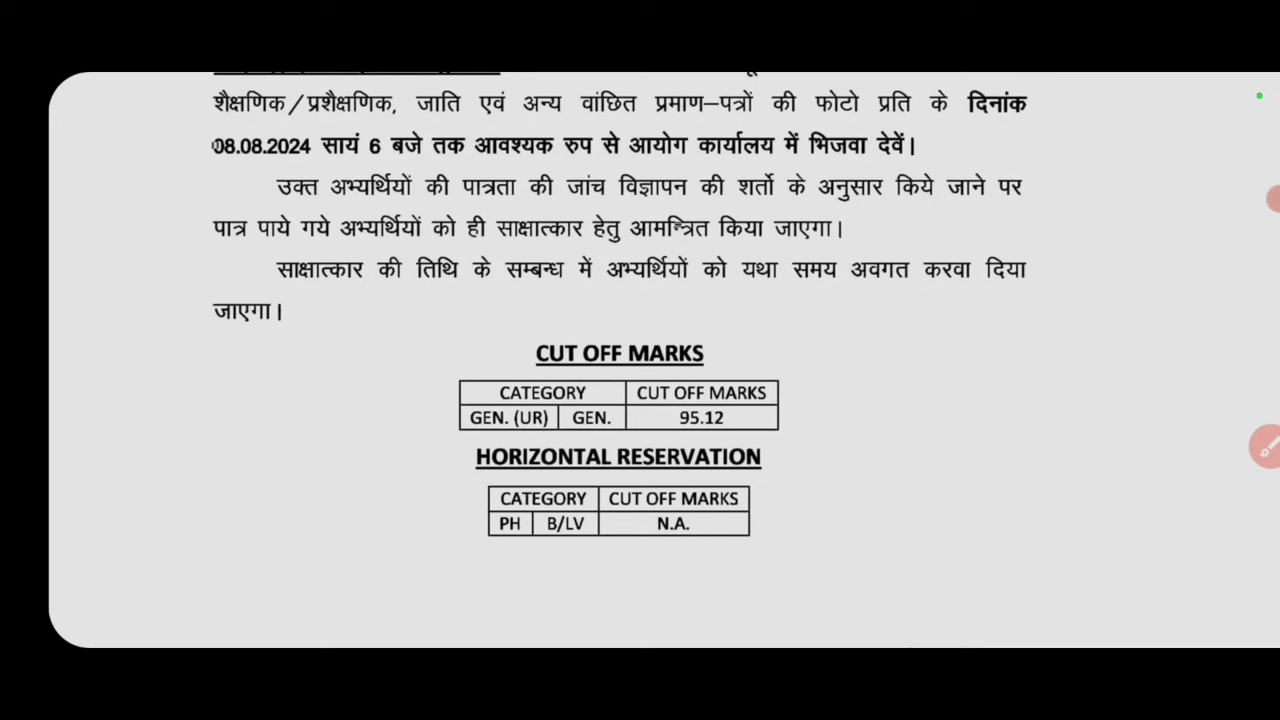 शैक्षणिक/प्रशैक्षणिक, जाति एवं अन्य वांछित प्रमाण–पत्रों की फोटो प्रति के दिनांक
08.08.2024 सायं 6 बजे तक आवश्यक रुप से आयोग कार्यालय में भिजवा देवें।
उक्त अभ्यर्थियों की पात्रता की जांच विज्ञापन की शर्तो के अनुसार किये जाने पर
पात्र पाये गये अभ्यर्थियों को ही साक्षात्कार हेतु आमन्त्रित किया जाएगा।
साक्षात्कार की तिथि के सम्बन्ध में अभ्यर्थियों को यथा समय अवगत करवा दिया
जाएगा।
CUT OFF MARKS
CATEGORY CUT OFF MARKS
GEN. (UR) GEN. 95.12
HORIZONTAL RESERVATION
CATEGORY CUT OFF MARKS
PH B/LV N.A.